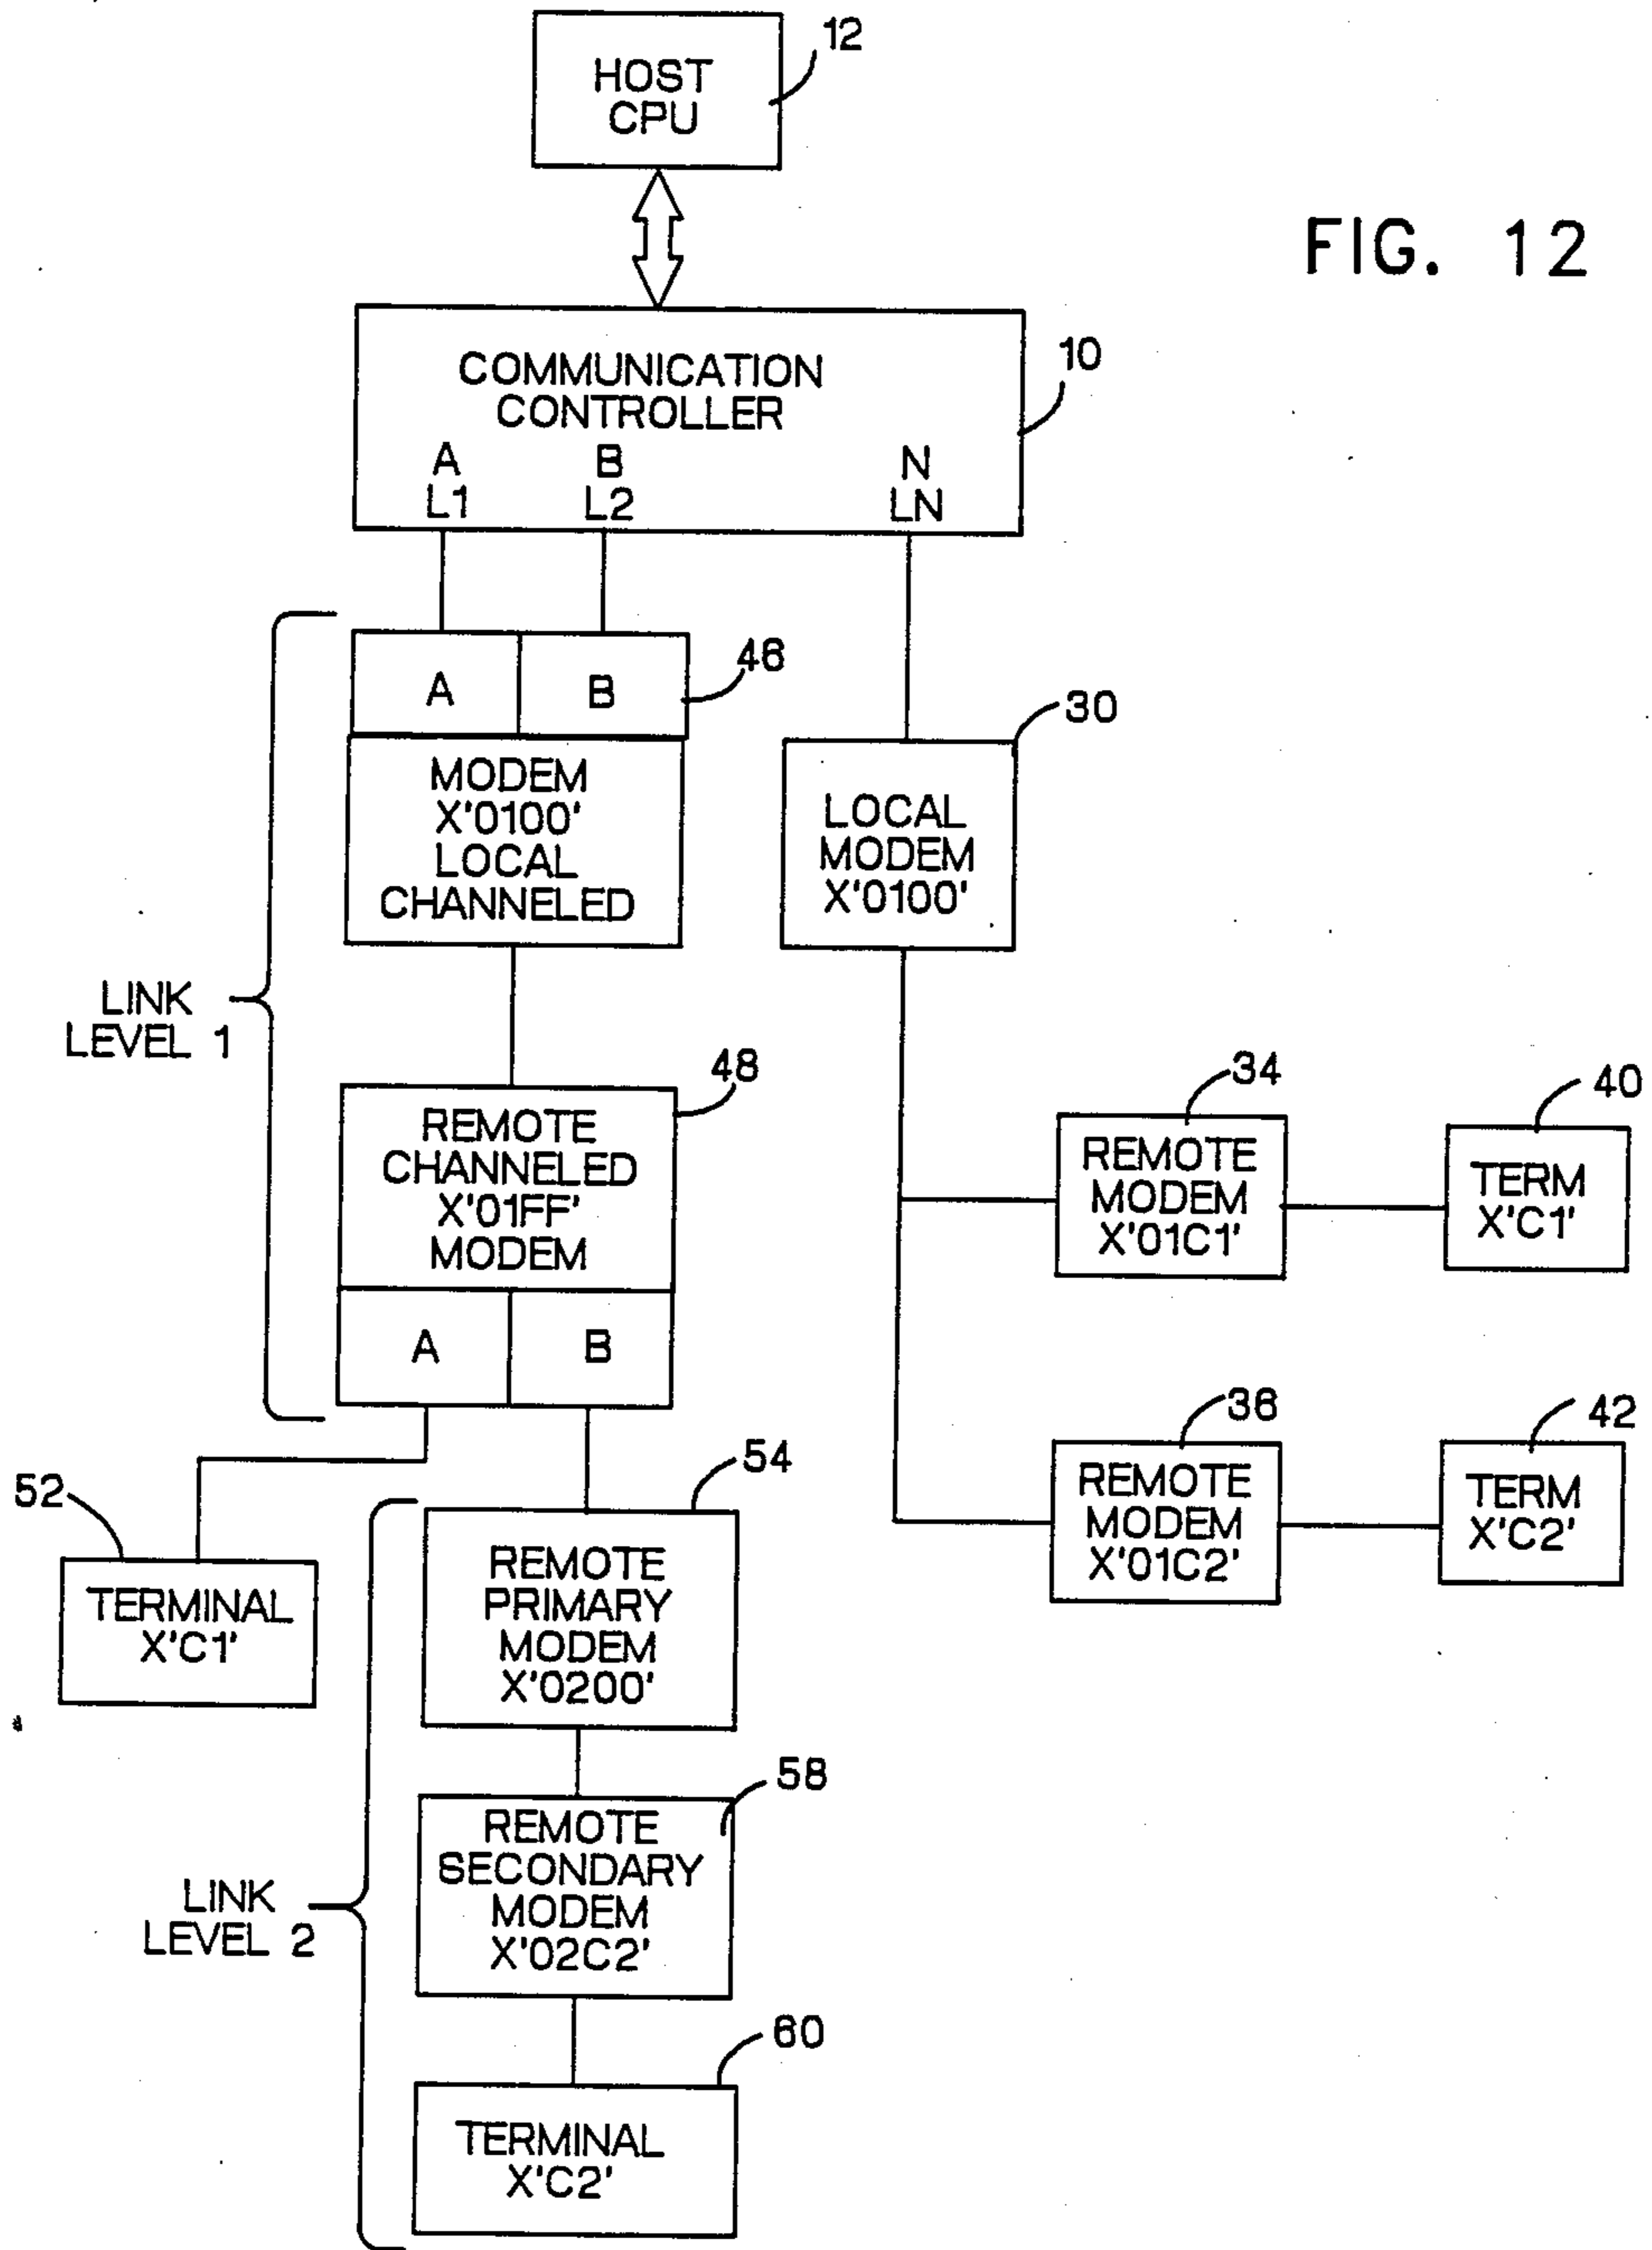 12
HOST
CPU
FIG. 12
10
COMMUNICATION
CONTROLLER
A B N
L1 L2 LN
46
A B
30
MODEM
X'0100'
LOCAL
CHANNELED
LOCAL
MODEM
X'0100'
LINK
LEVEL 1
48
REMOTE
CHANNELED
X'01FF'
MODEM
A B
34
REMOTE
MODEM
X'01C1'
40
TERM
X'C1'
36
REMOTE
MODEM
X'01C2'
42
TERM
X'C2'
52
TERMINAL
X'C1'
54
REMOTE
PRIMARY
MODEM
X'0200'
58
REMOTE
SECONDARY
MODEM
X'02C2'
LINK
LEVEL 2
60
TERMINAL
X'C2'